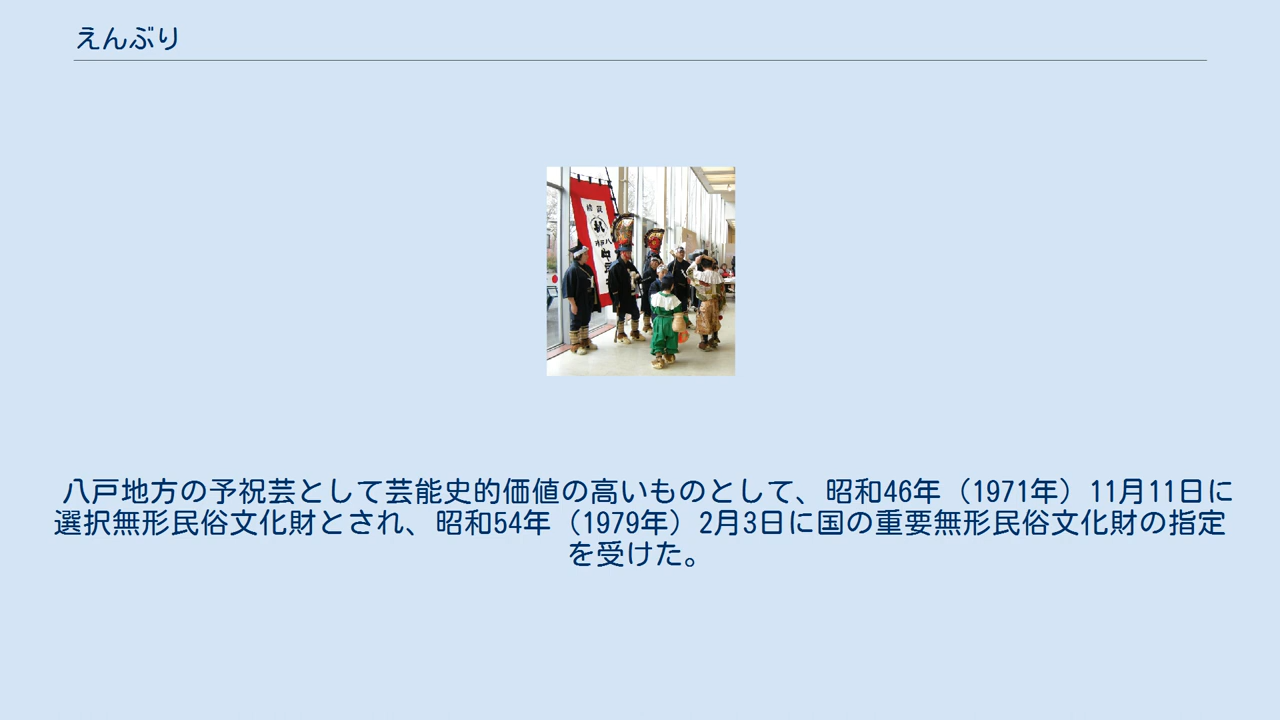 えんぶり
八戸地方の予祝芸として芸能史的価値の高いものとして、昭和46年（1971年）11月11日に
選択無形民俗文化財とされ、昭和54年（1979年）2月3日に国の重要無形民俗文化財の指定
を受けた。